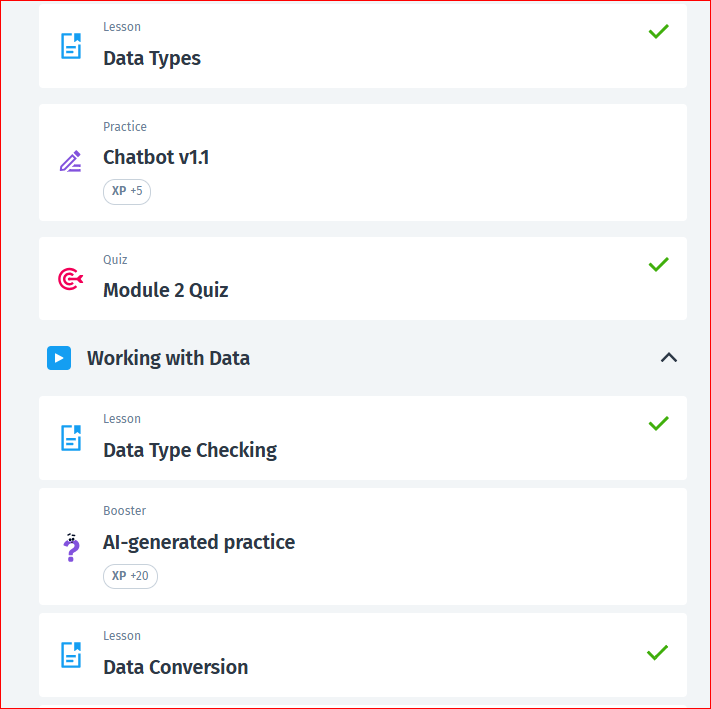 Lesson
Data Types
Practice
Chatbot v1.1
XP +5
Quiz
Module 2 Quiz
Working with Data
Lesson
Data Type Checking
Booster
AI-generated practice
XP +20
Lesson
Data Conversion